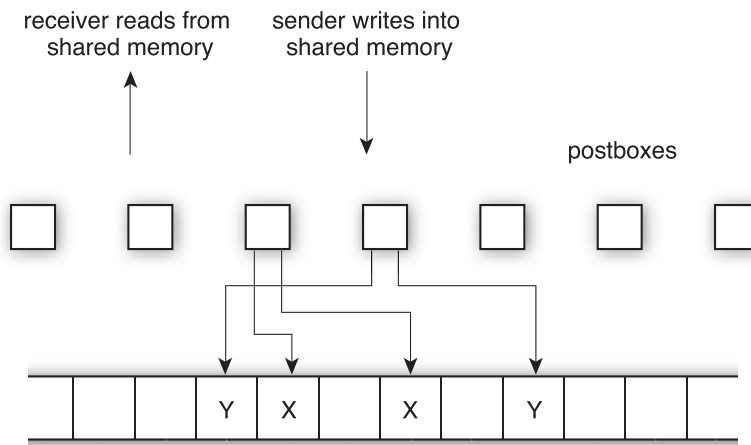 receiver reads from
shared memory
sender writes into
shared memory
postboxes
Y X X Y